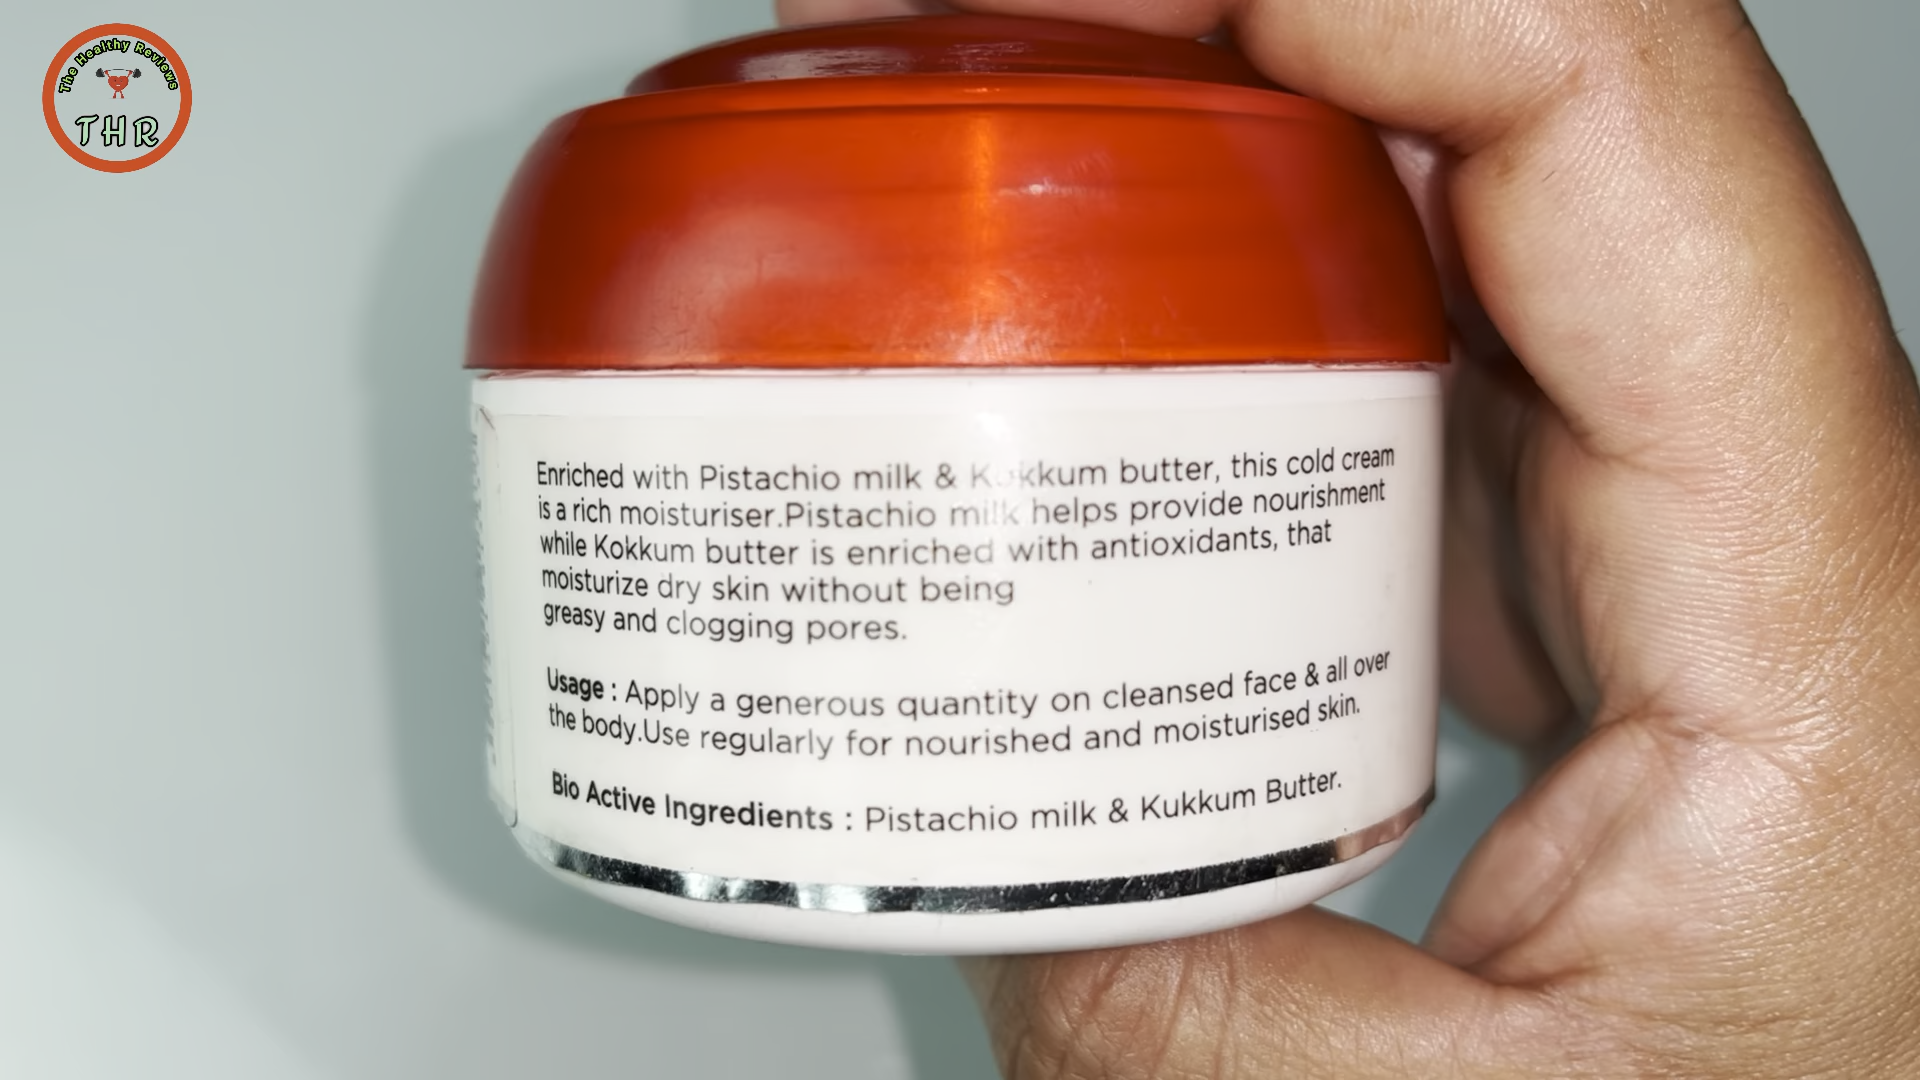 The Healthy Reviews
THR
Enriched with Pistachio milk & Kokkum butter, this cold cream
is a rich moisturiser.Pistachio milk helps provide nourishment
while Kokkum butter is enriched with antioxidants, that
moisturize dry skin without being
greasy and clogging pores.
Usage : Apply a generous quantity on cleansed face & all over
the body.Use regularly for nourished and moisturised skin.
Bio Active Ingredients : Pistachio milk & Kukkum Butter.